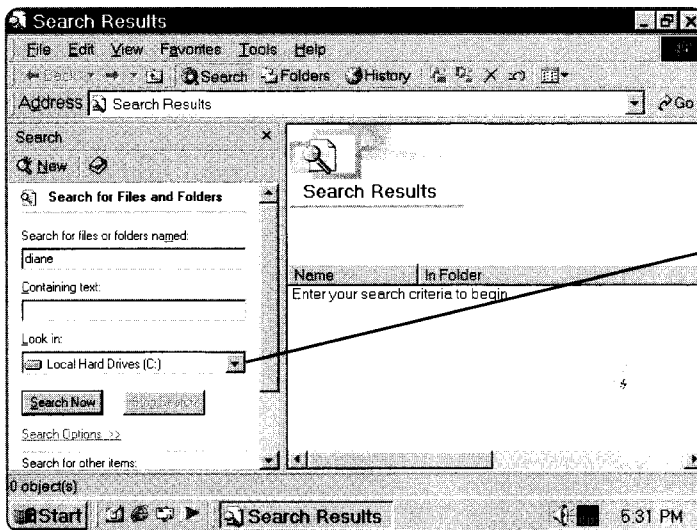 Search Results
File Edit View Favorites Tools Help
Back Search Folders History
Address Search Results Go
Search
New
Search for Files and Folders
Search for files or folders named:
diane
Containing text:
Look in:
Local Hard Drives (C:)
Search Now
Search Options >>
Search for other items:
Search Results
Name In Folder
Enter your search criteria to begin.
0 object(s)
Start Search Results 5:31 PM